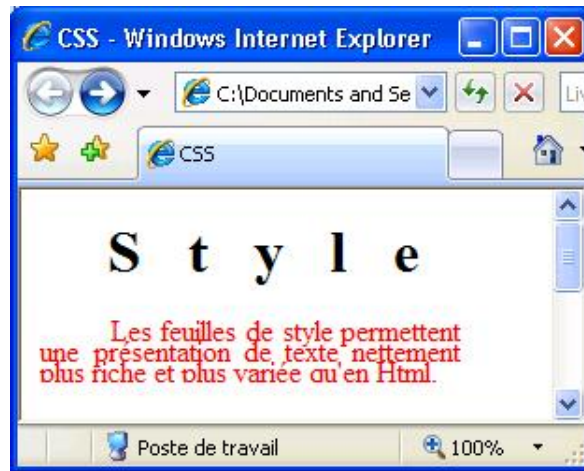 CSS - Windows Internet Explorer
C:\Documents and Se
Li
CSS
S t y l e
Les feuilles de style permettent
une présentation de texte nettement
plus riche et plus variée qu'en Html.
Poste de travail
100%